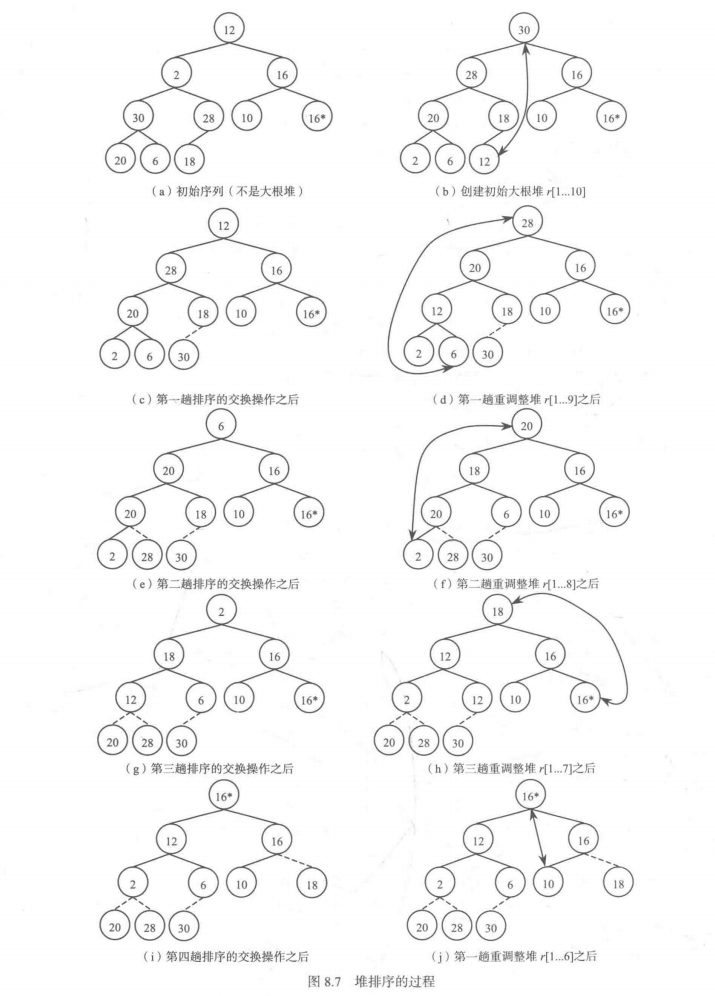 12 30
2 16 28 16
30 28 10 16* 20 18 10 16*
20 6 18 2 6 12
(a)初始序列(不是大根堆) (b)创建初始大根堆 r[1...10]
12 28
28 16 20 16
20 18 10 16* 12 18 10 16*
2 6 30 2 6 30
(c)第一趟排序的交换操作之后 (d)第一趟重调整堆 r[1...9]之后
6 20
20 16 18 16
20 18 10 16* 20 6 10 16*
2 28 30 2 28 30
(e)第二趟排序的交换操作之后 (f)第二趟重调整堆 r[1...8]之后
2 18
18 16 12 16
12 6 10 16* 2 12 10 16*
20 28 30 20 28 30
(g)第三趟排序的交换操作之后 (h)第三趟重调整堆 r[1...7]之后
16* 16*
12 16 12 16
2 6 10 18 2 6 10 18
20 28 30 20 28 30
(i)第四趟排序的交换操作之后 (j)第一趟重调整堆 r[1...6]之后
图 8.7 堆排序的过程